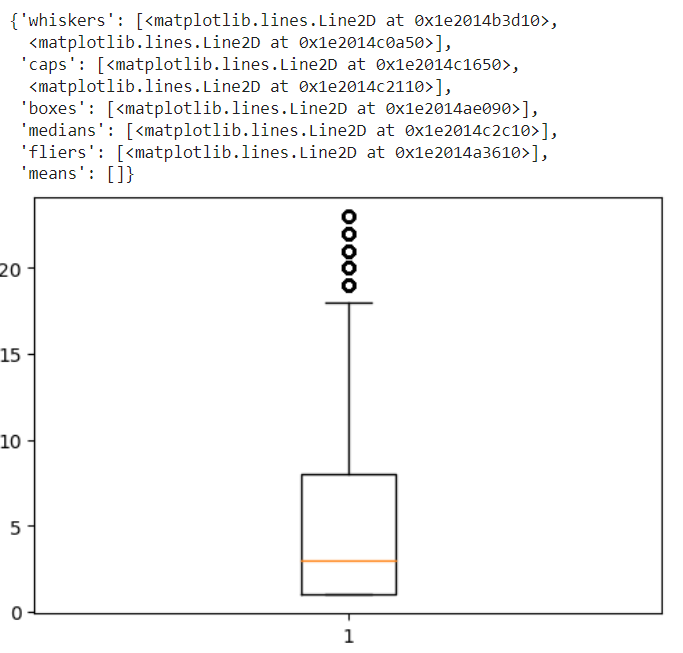 {'whiskers': [<matplotlib.lines.Line2D at 0x1e2014b3d10>,
<matplotlib.lines.Line2D at 0x1e2014c0a50>],
'caps': [<matplotlib.lines.Line2D at 0x1e2014c1650>,
<matplotlib.lines.Line2D at 0x1e2014c2110>],
'boxes': [<matplotlib.lines.Line2D at 0x1e2014ae090>],
'medians': [<matplotlib.lines.Line2D at 0x1e2014c2c10>],
'fliers': [<matplotlib.lines.Line2D at 0x1e2014a3610>],
'means': []}
20
15
10
5
0
1